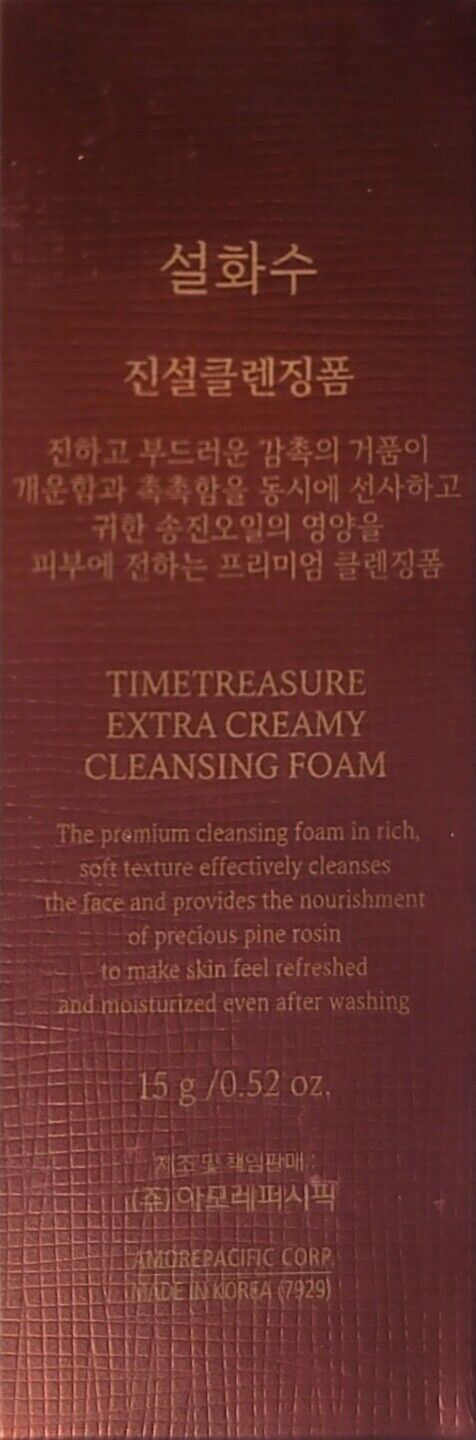 설화수
진설클렌징폼
진하고 부드러운 감촉의 거품이
개운함과 촉촉함을 동시에 선사하고
귀한 송진오일의 영양을
피부에 전하는 프리미엄 클렌징폼
TIMETREASURE
EXTRA CREAMY
CLEANSING FOAM
The premium cleansing foam in rich,
soft texture effectively cleanses
the face and provides the nourishment
of precious pine rosin
to make skin feel refreshed
and moisturized even after washing
15 g /0.52 oz.
제조 및 책임판매 :
(주)아모레퍼시픽
AMOREPACIFIC CORP.
MADE IN KOREA (7929)